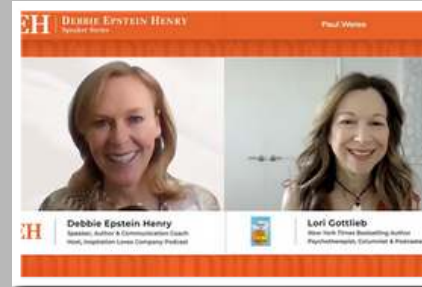 EH DEBBIE EPSTEIN HENRY
Speaker Series
Paul, Weiss
EH
Debbie Epstein Henry
Speaker, Author & Communication Coach
Host, Inspiration Loves Company Podcast
Lori Gottlieb
New York Times Bestselling Author
Psychotherapist, Columnist & Podcaster